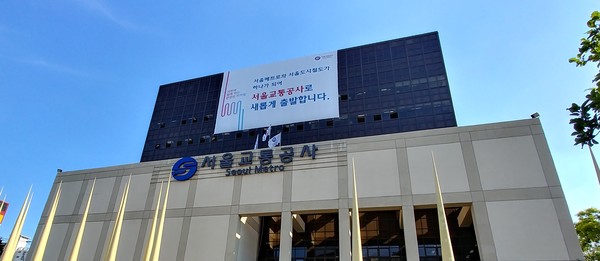 서울메트로와 서울도시철도가
하나가 되어
서울교통공사로
새롭게 출발합니다.
서울교통공사
Seoul Metro